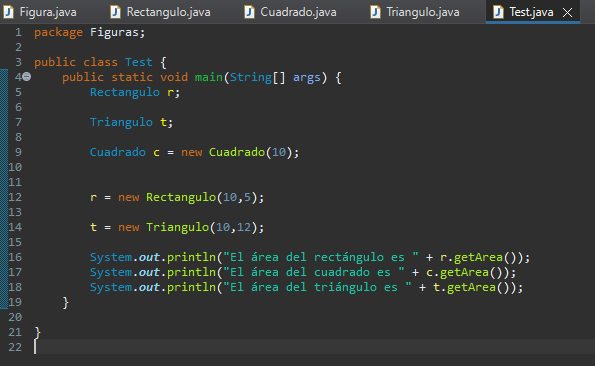 Figura.java Rectangulo.java Cuadrado.java Triangulo.java Test.java
1 package Figuras;
2
3 public class Test {
4 public static void main(String[] args) {
5 Rectangulo r;
6
7 Triangulo t;
8
9 Cuadrado c = new Cuadrado(10);
10
11
12 r = new Rectangulo(10,5);
13
14 t = new Triangulo(10,12);
15
16 System.out.println("El área del rectángulo es " + r.getArea());
17 System.out.println("El área del cuadrado es " + c.getArea());
18 System.out.println("El área del triángulo es " + t.getArea());
19 }
20
21 }
22